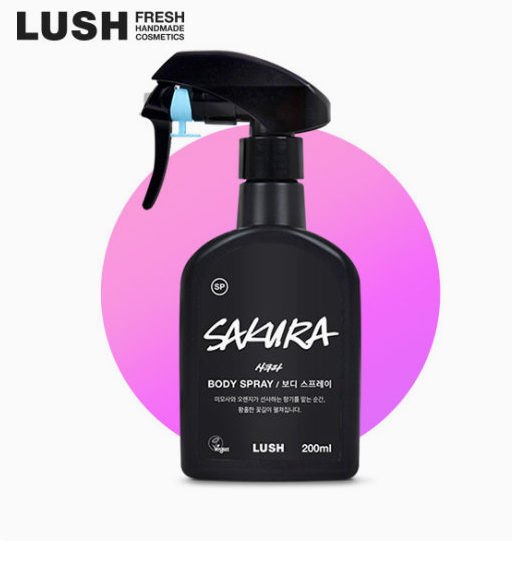 LUSH FRESH
HANDMADE
COSMETICS
SP
SAKURA
사쿠라
BODY SPRAY / 보디 스프레이
미모사와 오렌지가 선사하는 향기를 맡는 순간,
황홀한 꽃길이 펼쳐집니다.
LUSH
200ml